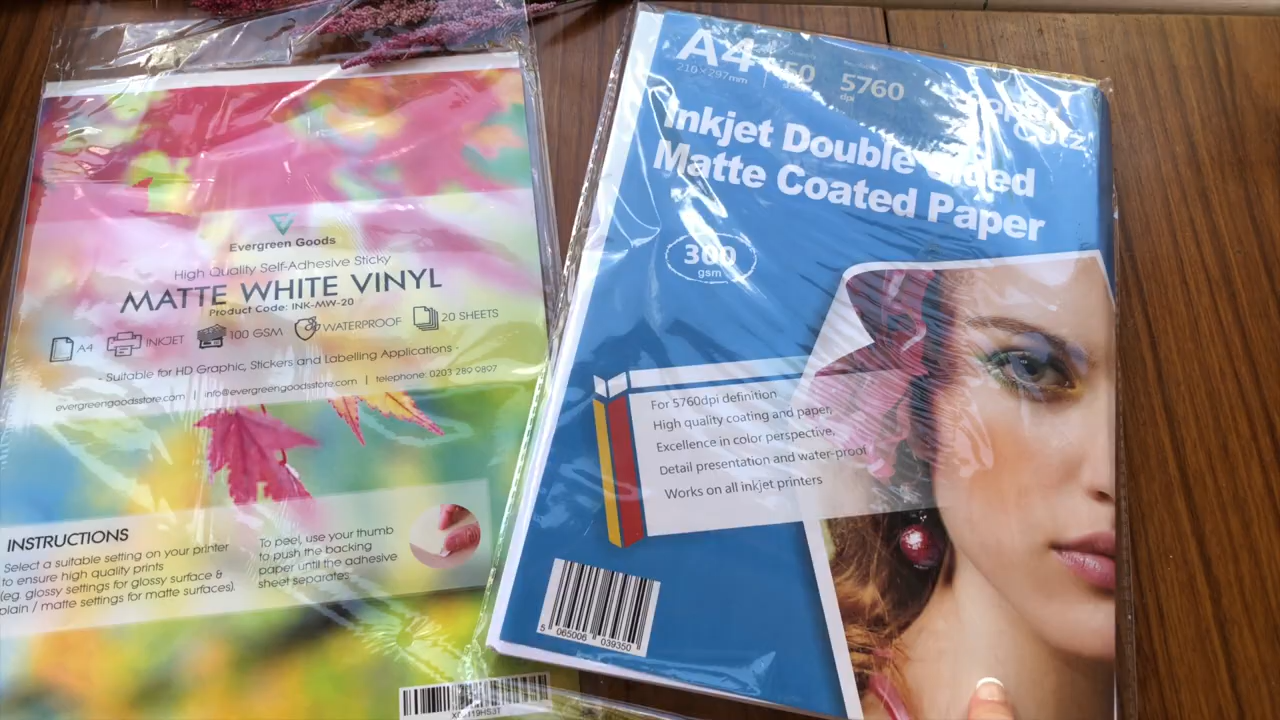 Evergreen Goods
High Quality Self-Adhesive Sticky
MATTE WHITE VINYL
Product Code: INK-MW-20
A4
INKJET
100 GSM
WATERPROOF
20 SHEETS
- Suitable for HD Graphic, Stickers and Labelling Applications -
evergreengoodsstore.com | info@evergreengoodsstore.com | telephone: 0203 289 9897
INSTRUCTIONS
Select a suitable setting on your printer
to ensure high quality prints
(eg. glossy settings for glossy surface &
plain / matte settings for matte surfaces).
To peel, use your thumb
to push the backing
paper until the adhesive
sheet separates
A4
210×297mm
50
5760
dpi
Inkjet Double Sided
Matte Coated Paper
300
gsm
For 5760dpi definition
High quality coating and paper,
Excellence in color perspective,
Detail presentation and water-proof
Works on all inkjet printers
5 065006 039350